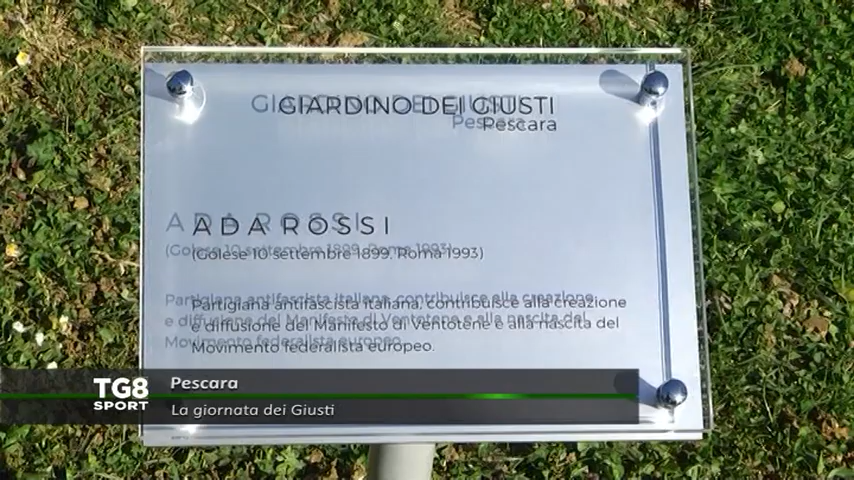 GIARDINO DEI GIUSTI
Pescara
ADA ROSSI
(Golese 10 settembre 1899, Roma 1993)
Partigiana antifascista italiana, contribuisce alla creazione
e diffusione del Manifesto di Ventotene e alla nascita del
Movimento federalista europeo.
TG8
SPORT
Pescara
La giornata dei Giusti